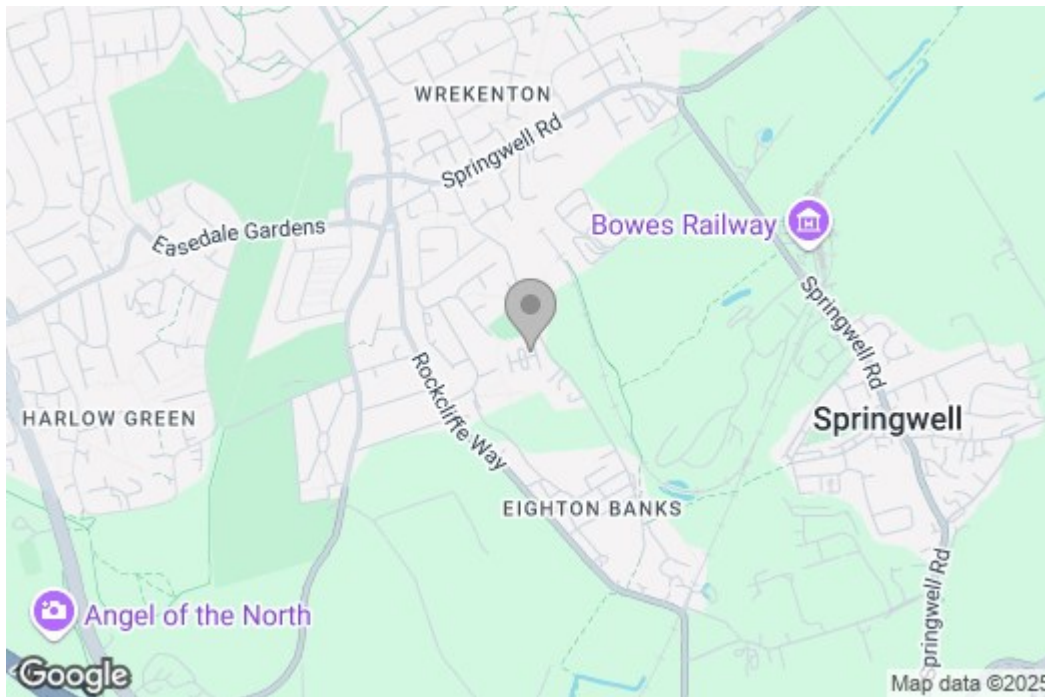 WREKENTON
Springwell Rd
Easedale Gardens
Bowes Railway
Springwell Rd
Rockcliffe Way
HARLOW GREEN
Springwell
EIGHTON BANKS
Angel of the North
Springwell Rd
Google
Map data ©2025